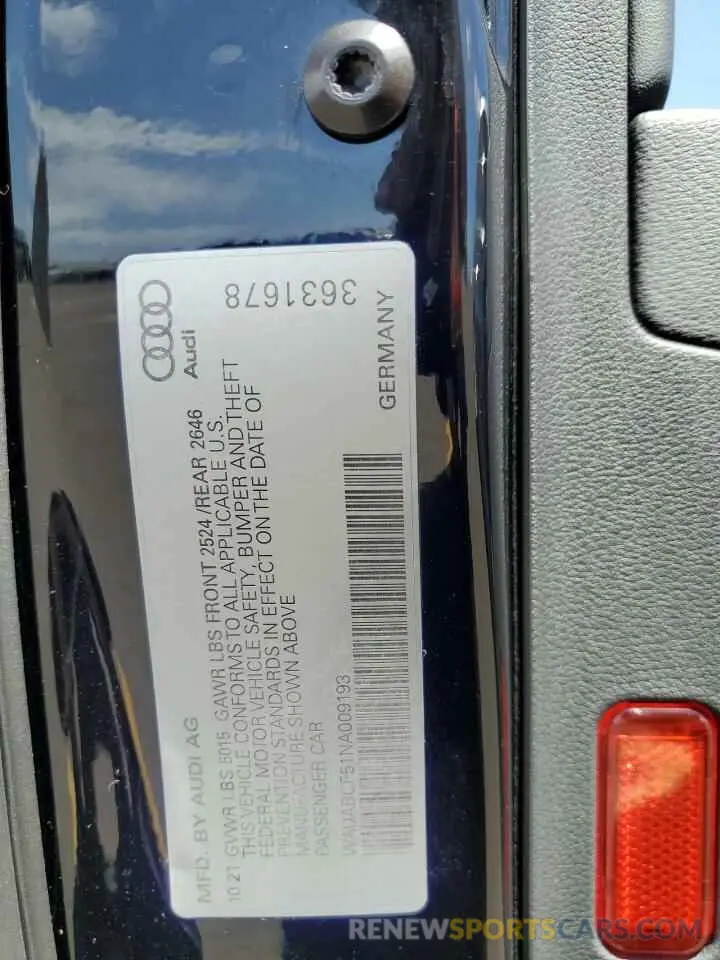 MFD. BY AUDI AG
Audi
10 21 GVWR LBS 5015 GAWR LBS FRONT 2524 /REAR 2646
THIS VEHICLE CONFORMS TO ALL APPLICABLE U.S.
FEDERAL MOTOR VEHICLE SAFETY, BUMPER AND THEFT
PREVENTION STANDARDS IN EFFECT ON THE DATE OF
MANUFACTURE SHOWN ABOVE
PASSENGER CAR
GERMANY
3631678
RENEWSPORTSCARS.COM